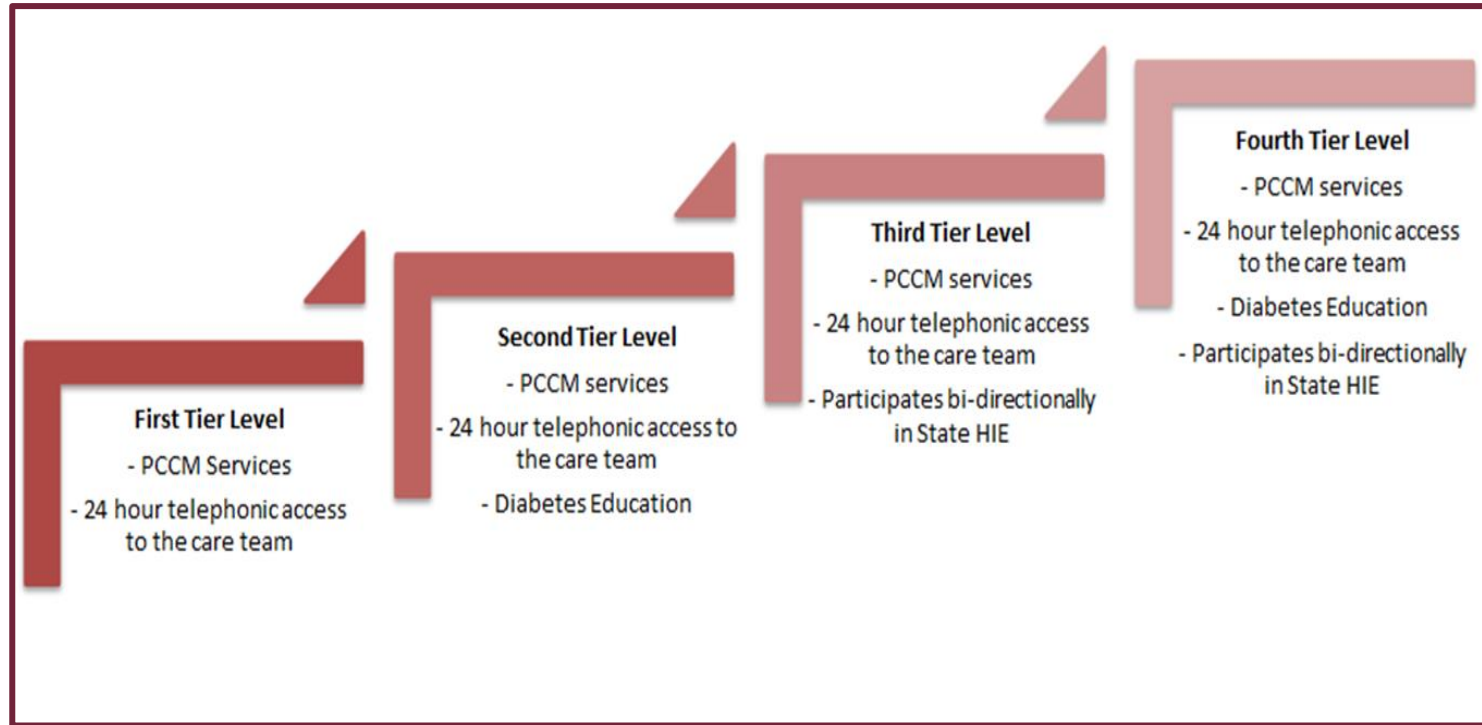 First Tier Level
- PCCM Services
- 24 hour telephonic access
to the care team
Second Tier Level
- PCCM services
- 24 hour telephonic access to
the care team
- Diabetes Education
Third Tier Level
- PCCM services
- 24 hour telephonic access
to the care team
- Participates bi-directionally
in State HIE
Fourth Tier Level
- PCCM services
- 24 hour telephonic access
to the care team
- Diabetes Education
- Participates bi-directionally
in State HIE